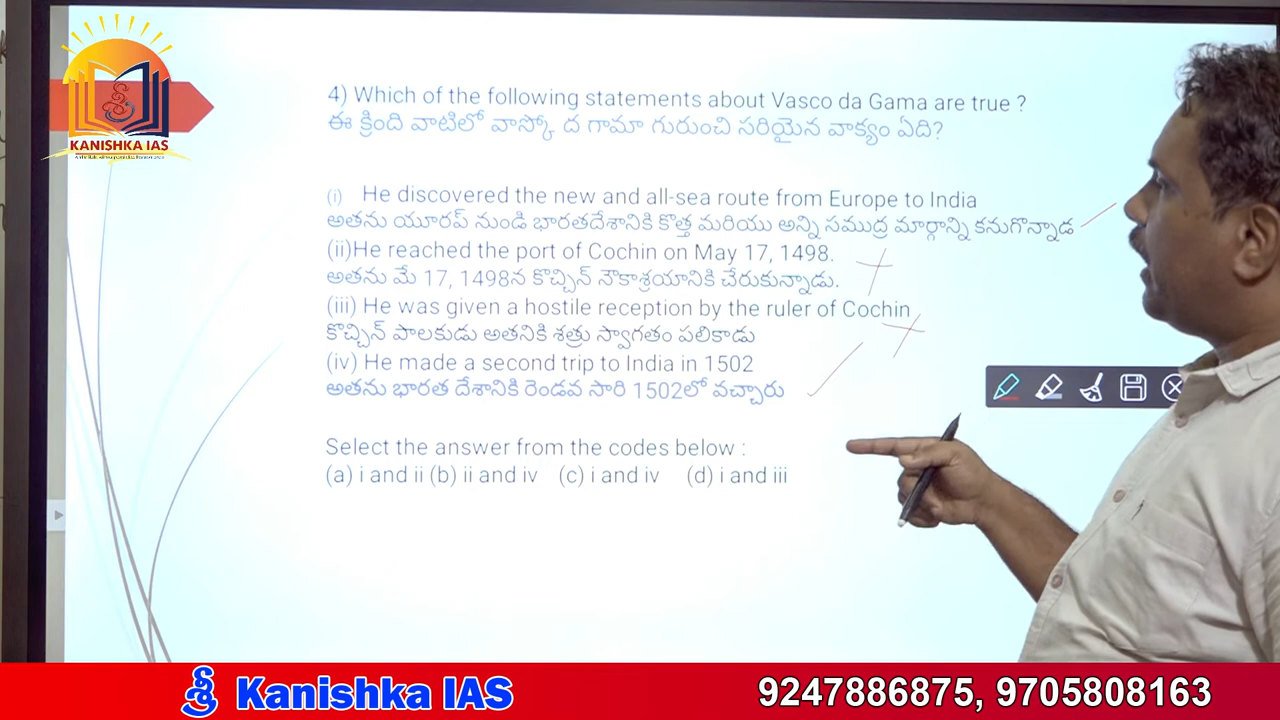 KANISHKA IAS
4) Which of the following statements about Vasco da Gama are true ?
ఈ క్రింది వాటిలో వాస్కో ద గామా గురుంచి సరియైన వాక్యం ఏది?
(i) He discovered the new and all-sea route from Europe to India
అతను యూరప్ నుండి భారతదేశానికి కొత్త మరియు అన్ని సముద్ర మార్గాన్ని కనుగొన్నాడ
(ii)He reached the port of Cochin on May 17, 1498.
అతను మే 17, 1498న కొచ్చిన్ నౌకాశ్రయానికి చేరుకున్నాడు.
(iii) He was given a hostile reception by the ruler of Cochin
కొచ్చిన్ పాలకుడు అతనికి శత్రు స్వాగతం పలికాడు
(iv) He made a second trip to India in 1502
అతను భారత దేశానికి రెండవ సారి 1502లో వచ్చారు
Select the answer from the codes below :
(a) i and ii (b) ii and iv (c) i and iv (d) i and iii
శ్రీ Kanishka IAS
9247886875, 9705808163